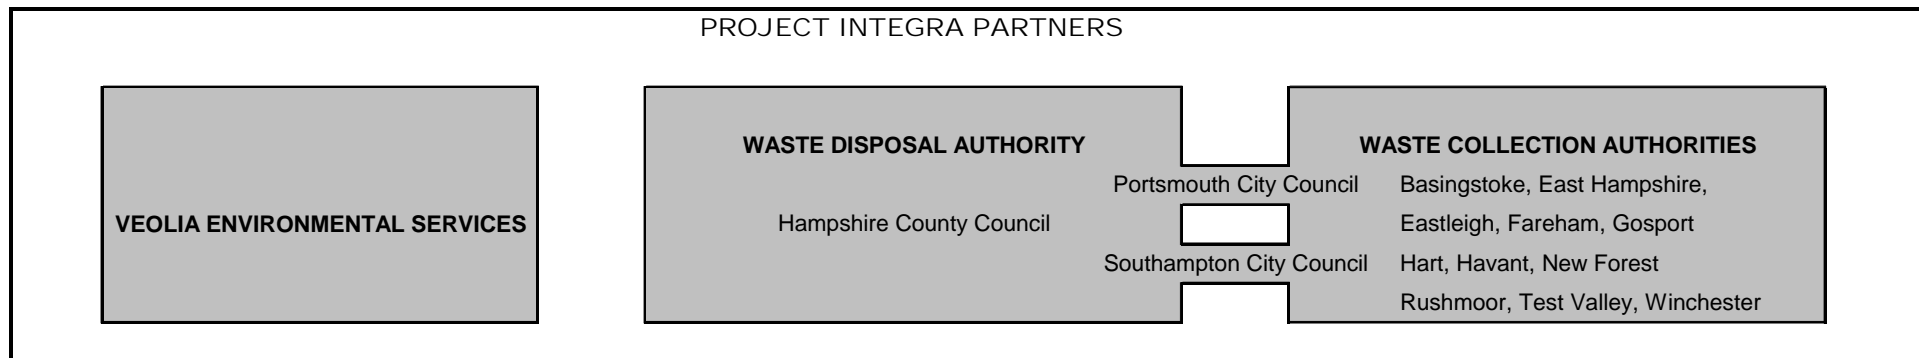 PROJECT INTEGRA PARTNERS
VEOLIA ENVIRONMENTAL SERVICES
WASTE DISPOSAL AUTHORITY
Hampshire County Council
Portsmouth City Council
Southampton City Council
WASTE COLLECTION AUTHORITIES
Basingstoke, East Hampshire,
Eastleigh, Fareham, Gosport
Hart, Havant, New Forest
Rushmoor, Test Valley, Winchester